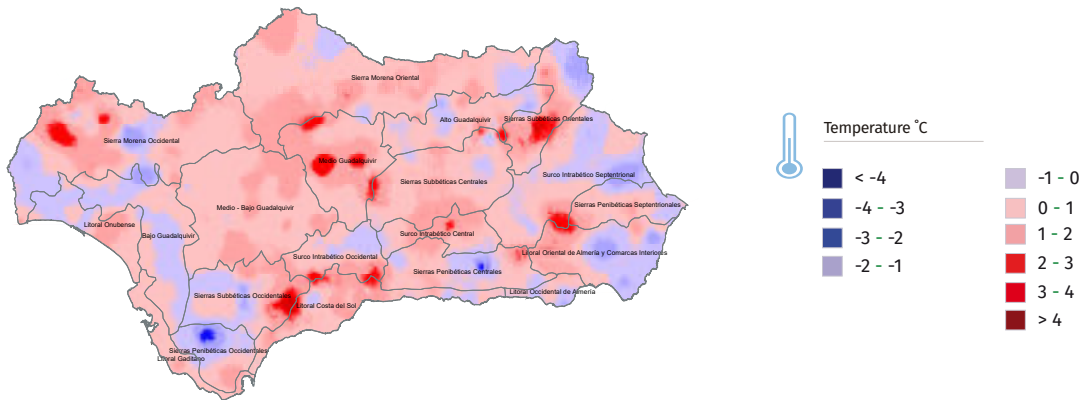 Sierra Morena Oriental
Alto Guadalquivir
Sierras Subbéticas Orientales
Sierra Morena Occidental
Medio Guadalquivir
Surco Intrabético Septentrional
Sierras Subbéticas Centrales
Sierras Penibéticas Septentrionales
Medio - Bajo Guadalquivir
Litoral Onubense
Bajo Guadalquivir
Surco Intrabético Central
Surco Intrabético Occidental
Litoral Oriental de Almería y Comarcas Interiores
Sierras Penibéticas Centrales
Litoral Occidental de Almería
Sierras Subbéticas Occidentales
Litoral Costa del Sol
Sierras Penibéticas Occidentales
Litoral Gaditano
Temperature ˚C
< -4
-4 - -3
-3 - -2
-2 - -1
-1 - 0
0 - 1
1 - 2
2 - 3
3 - 4
> 4